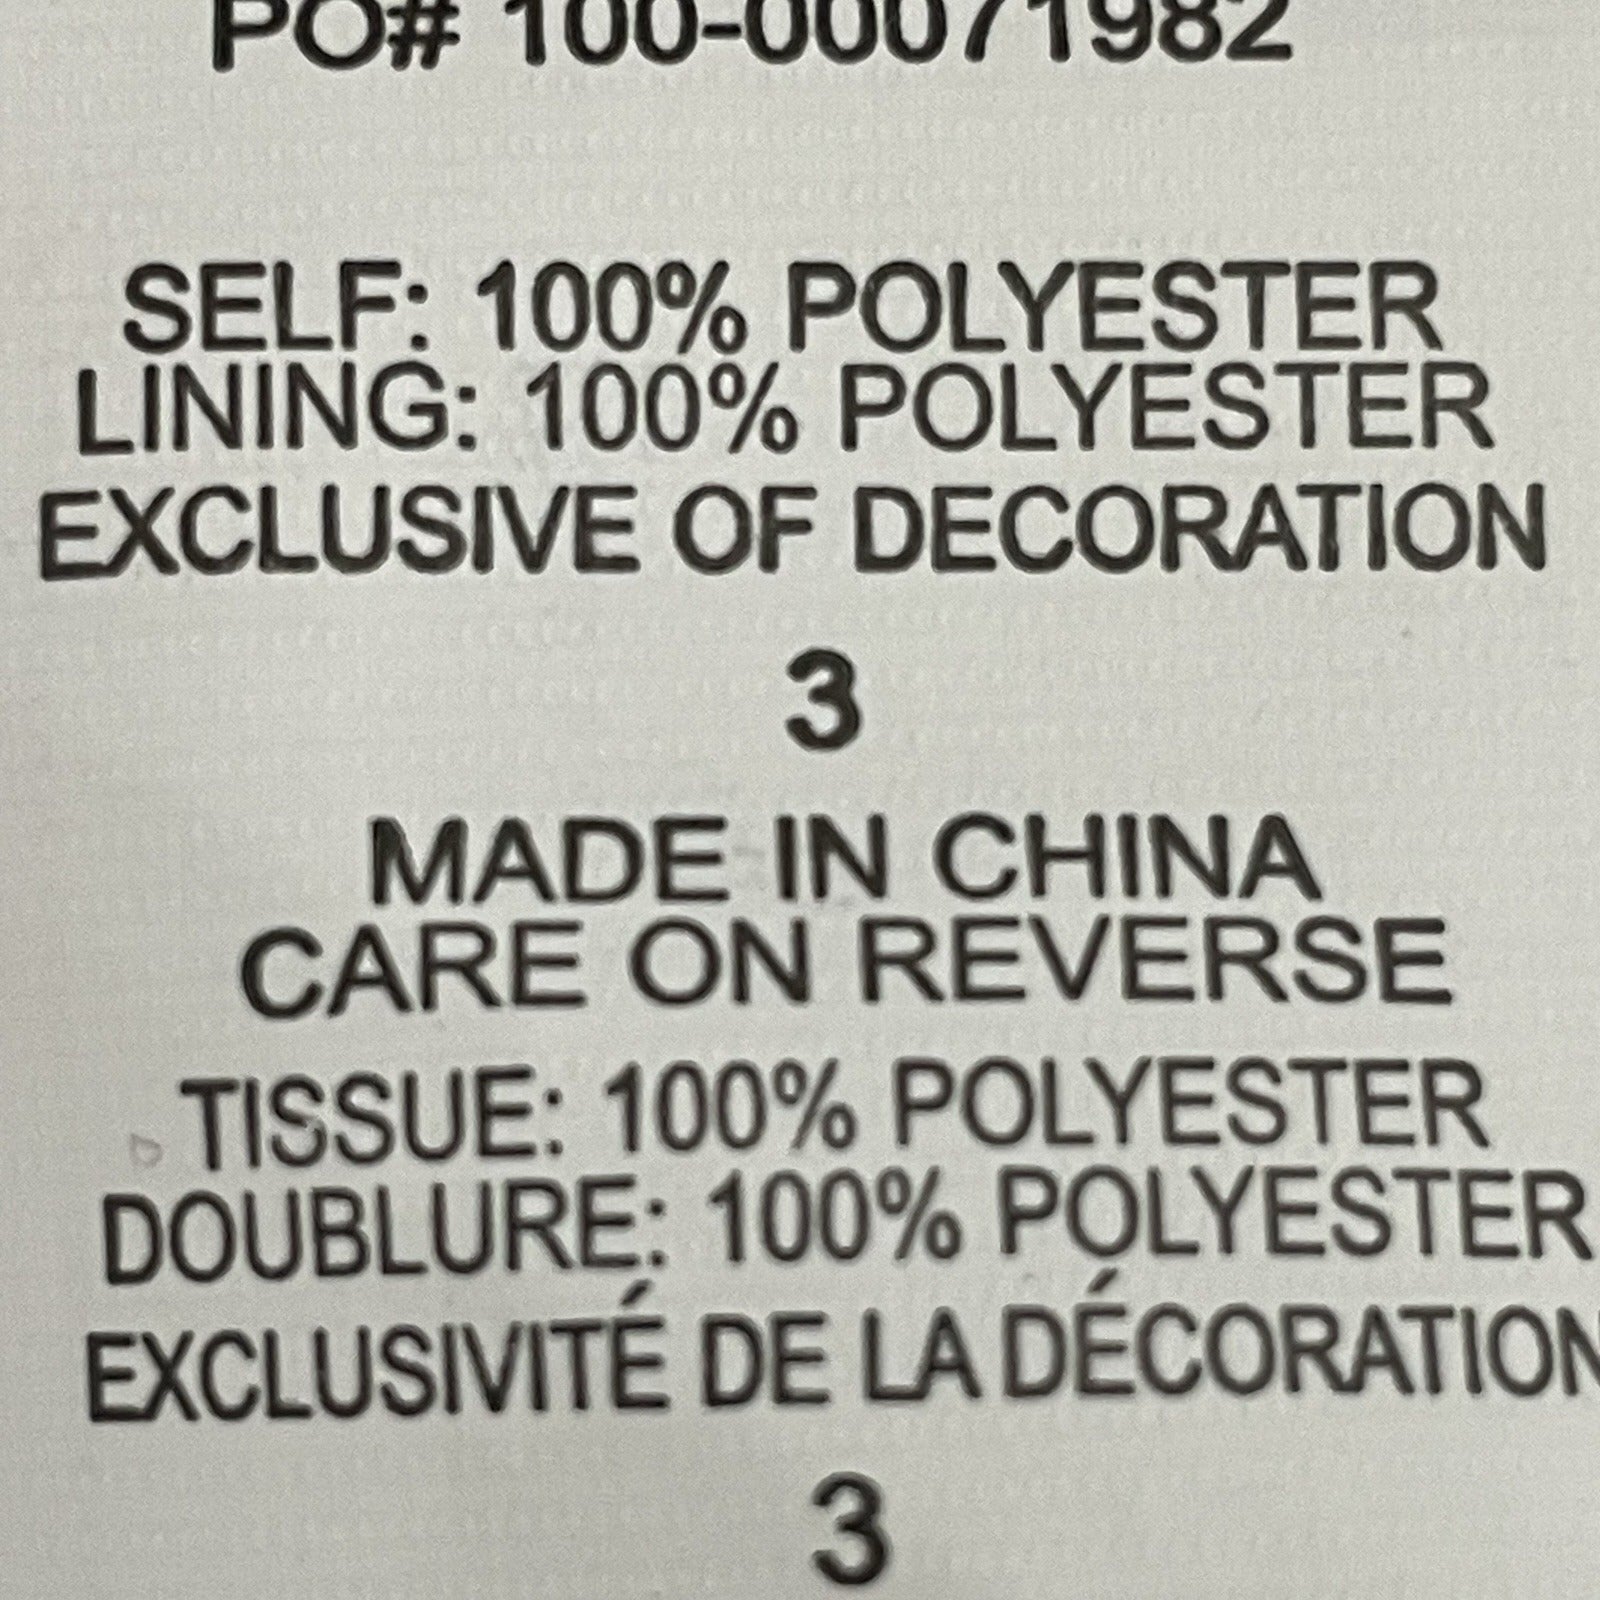 PO# 100-00071982
SELF: 100% POLYESTER
LINING: 100% POLYESTER
EXCLUSIVE OF DECORATION
3
MADE IN CHINA
CARE ON REVERSE
TISSUE: 100% POLYESTER
DOUBLURE: 100% POLYESTER
EXCLUSIVITÉ DE LA DÉCORATION
3